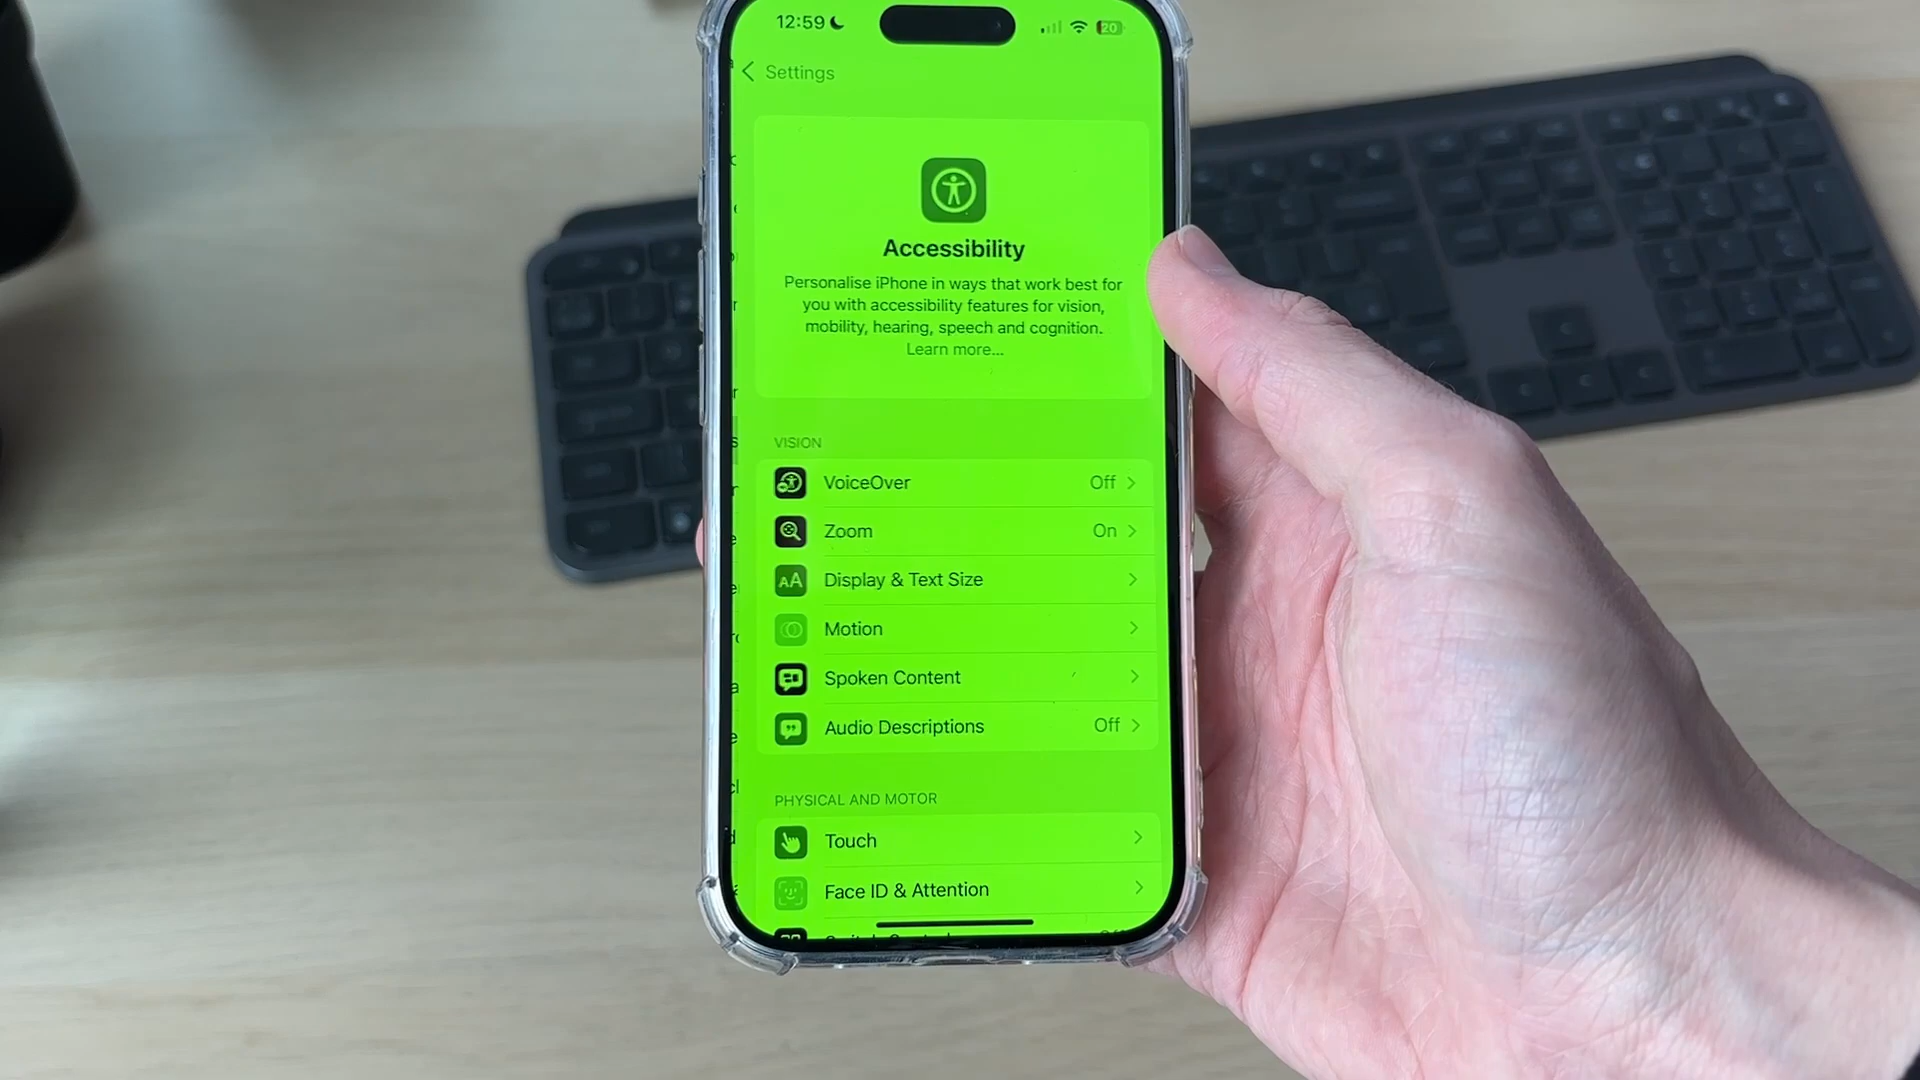 12:59
20
Settings
Accessibility
Personalise iPhone in ways that work best for
you with accessibility features for vision,
mobility, hearing, speech and cognition.
Learn more...
VISION
VoiceOver Off
Zoom On
AA Display & Text Size
Motion
Spoken Content
Audio Descriptions Off
PHYSICAL AND MOTOR
Touch
Face ID & Attention